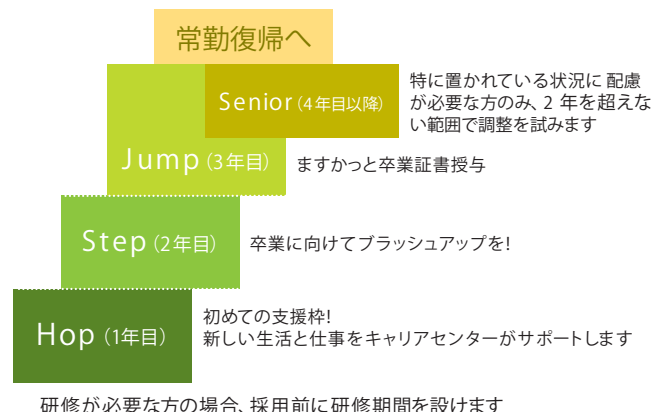 常勤復帰へ
Senior(4年目以降)
特に置かれている状況に配慮
が必要な方のみ、2 年を超えな
い範囲で調整を試みます
Jump(3年目)
ますかっと卒業証書授与
Step(2年目)
卒業に向けてブラッシュアップを!
Hop(1年目)
初めての支援枠!
新しい生活と仕事をキャリアセンターがサポートします
研修が必要な方の場合、採用前に研修期間を設けます